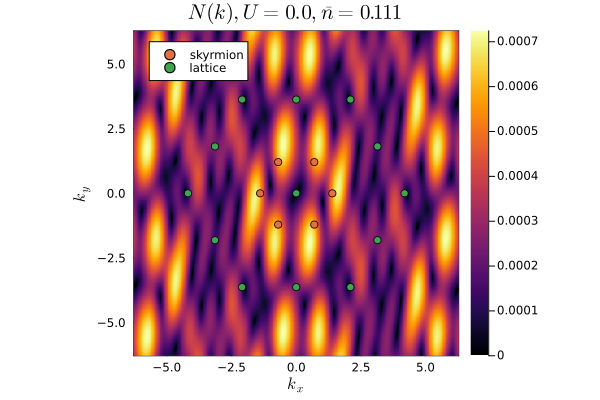 N(k), U = 0.0, n̄ = 0.111
skyrmion
lattice
5.0
2.5
0.0
−2.5
−5.0
k_y
−5.0 −2.5 0.0 2.5 5.0
k_x
0.0007
0.0006
0.0005
0.0004
0.0003
0.0002
0.0001
0